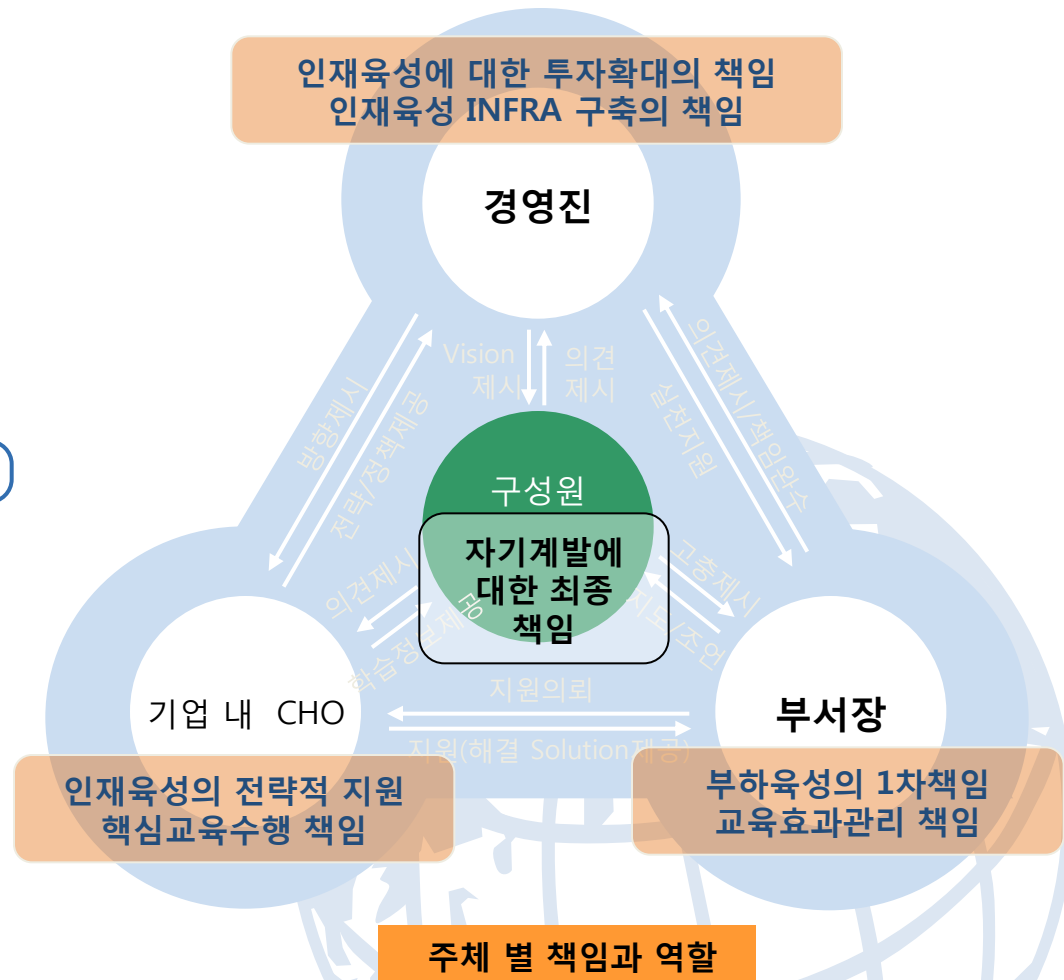 인재육성에 대한 투자확대의 책임
인재육성 INFRA 구축의 책임
경영진
Vision
제시
의견
제시
방향제시
전략/정책제공
의견제시/책임완수
실천지원
구성원
자기계발에
대한 최종
책임
의견제시
학습정보제공
고충제시
지도/조언
지원의뢰
지원(해결 Solution제공)
기업 내 CHO
부서장
인재육성의 전략적 지원
핵심교육수행 책임
부하육성의 1차책임
교육효과관리 책임
주체 별 책임과 역할